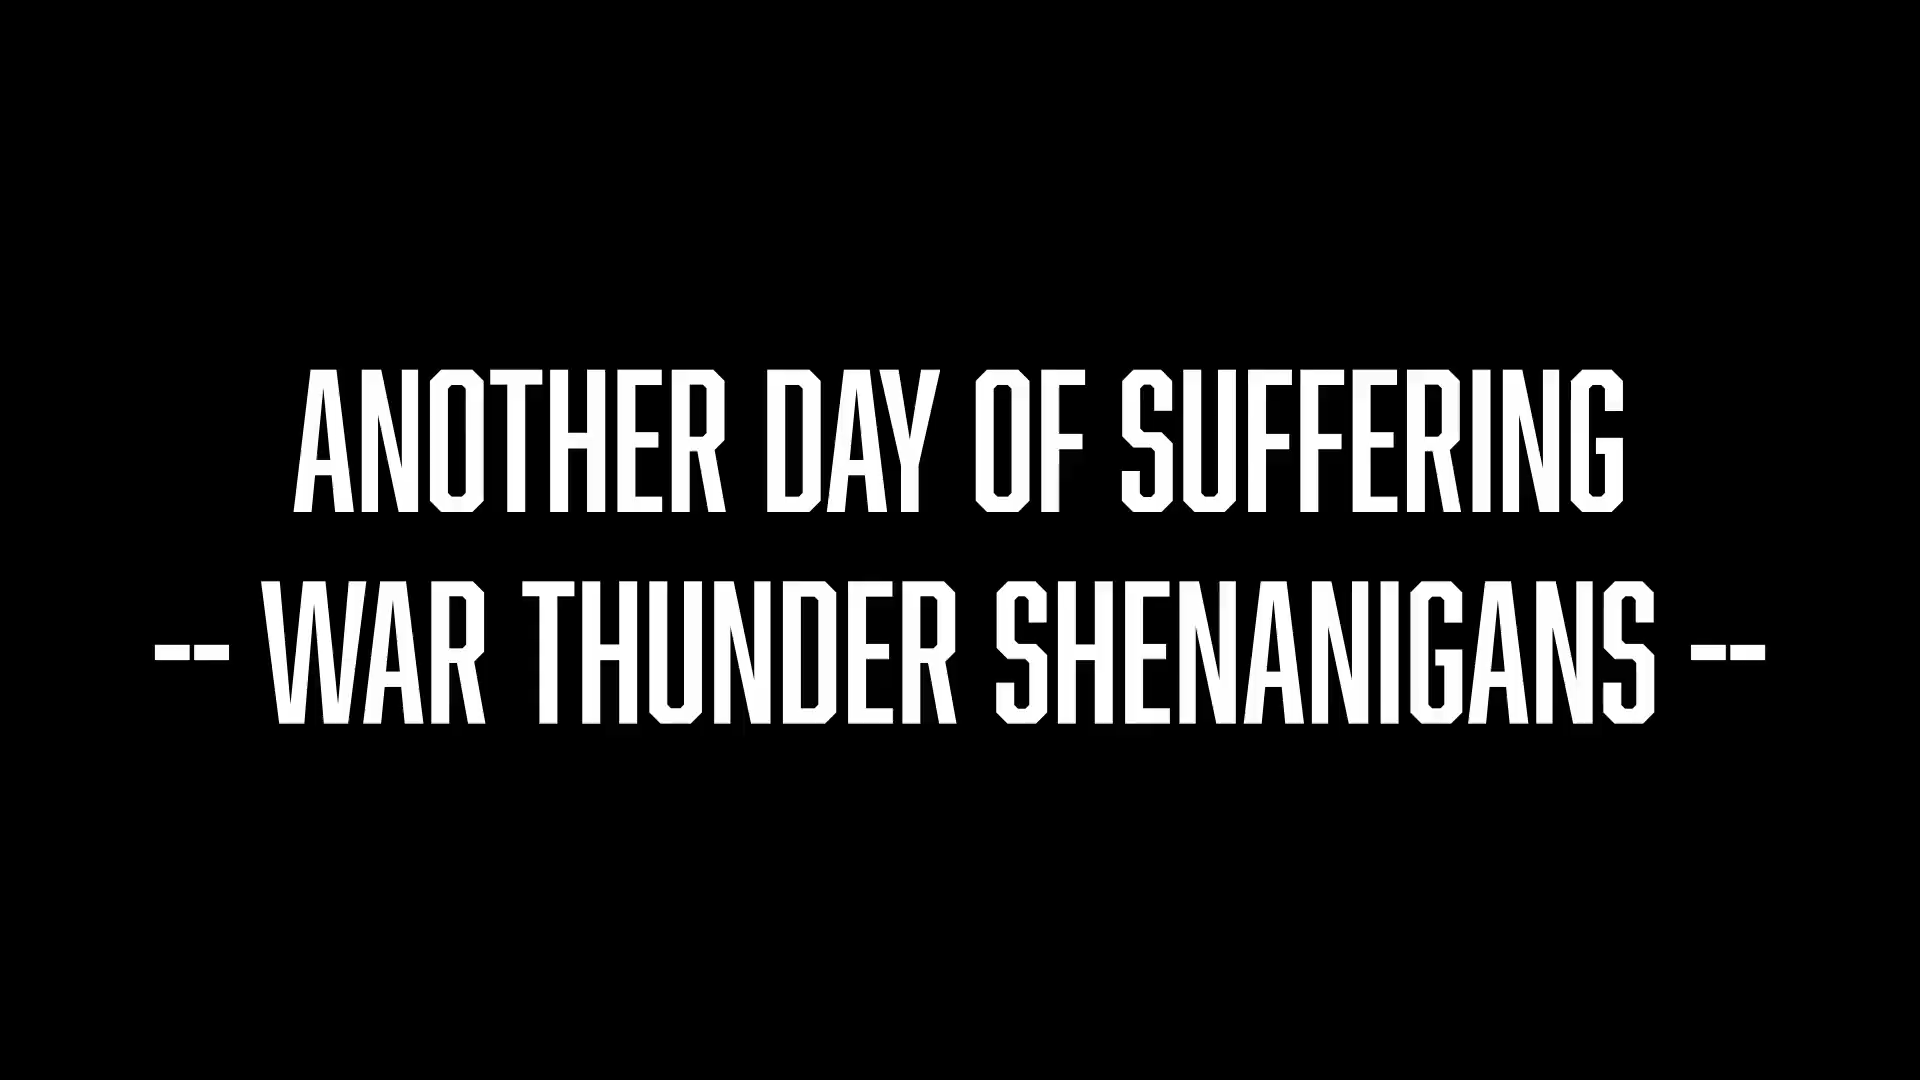 ANOTHER DAY OF SUFFERING
-- WAR THUNDER SHENANIGANS --